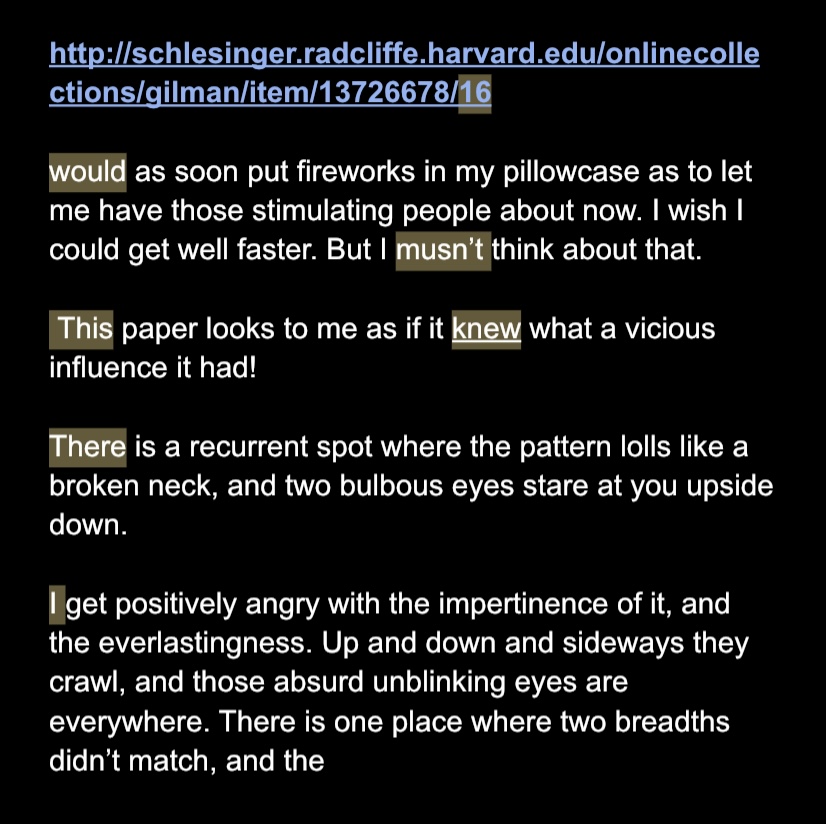 http://schlesinger.radcliffe.harvard.edu/onlinecolle
ctions/gilman/item/13726678/16
would as soon put fireworks in my pillowcase as to let
me have those stimulating people about now. I wish I
could get well faster. But I musn’t think about that.
This paper looks to me as if it knew what a vicious
influence it had!
There is a recurrent spot where the pattern lolls like a
broken neck, and two bulbous eyes stare at you upside
down.
I get positively angry with the impertinence of it, and
the everlastingness. Up and down and sideways they
crawl, and those absurd unblinking eyes are
everywhere. There is one place where two breadths
didn’t match, and the